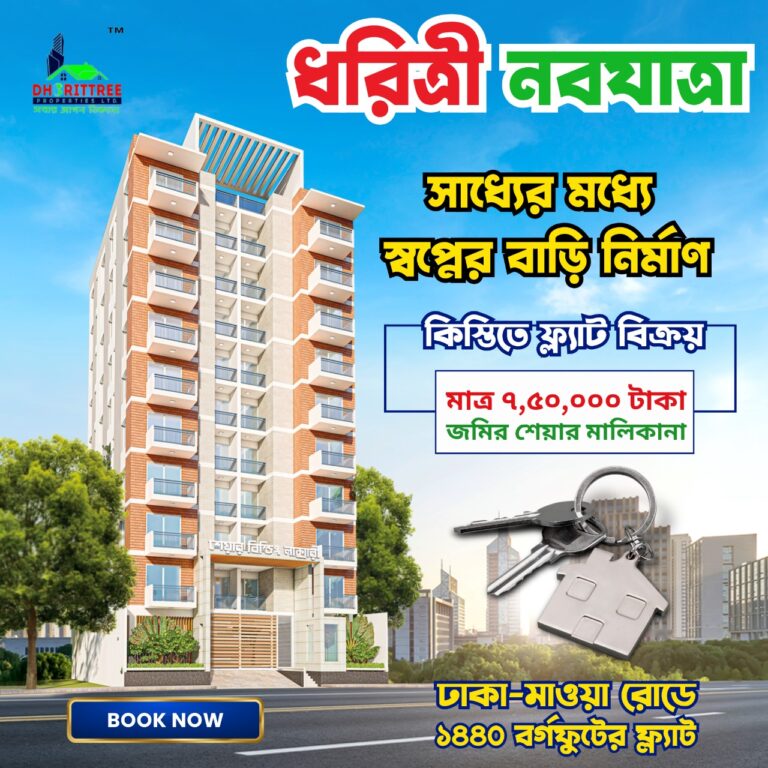 TM
DHORITTREE
PROPERTIES LTD.
সবার আপন নিবাস
ধরিত্রী নবযাত্রা
সাধ্যের মধ্যে
স্বপ্নের বাড়ি নির্মাণ
কিস্তিতে ফ্ল্যাট বিক্রয়
মাত্র ৭,৫০,০০০ টাকা
জমির শেয়ার মালিকানা
ঢাকা-মাওয়া রোডে
১৪৪০ বর্গফুটের ফ্ল্যাট
BOOK NOW